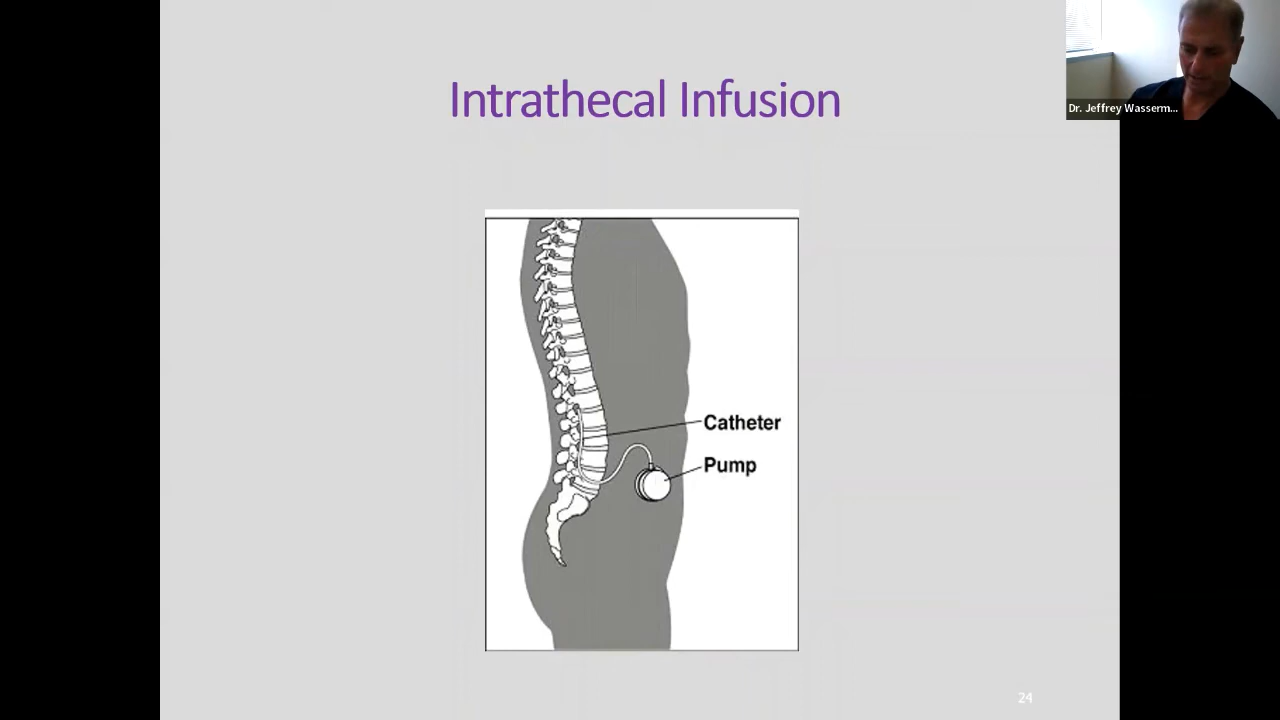 Intrathecal Infusion
Dr. Jeffrey Wasserm...
Catheter
Pump
24